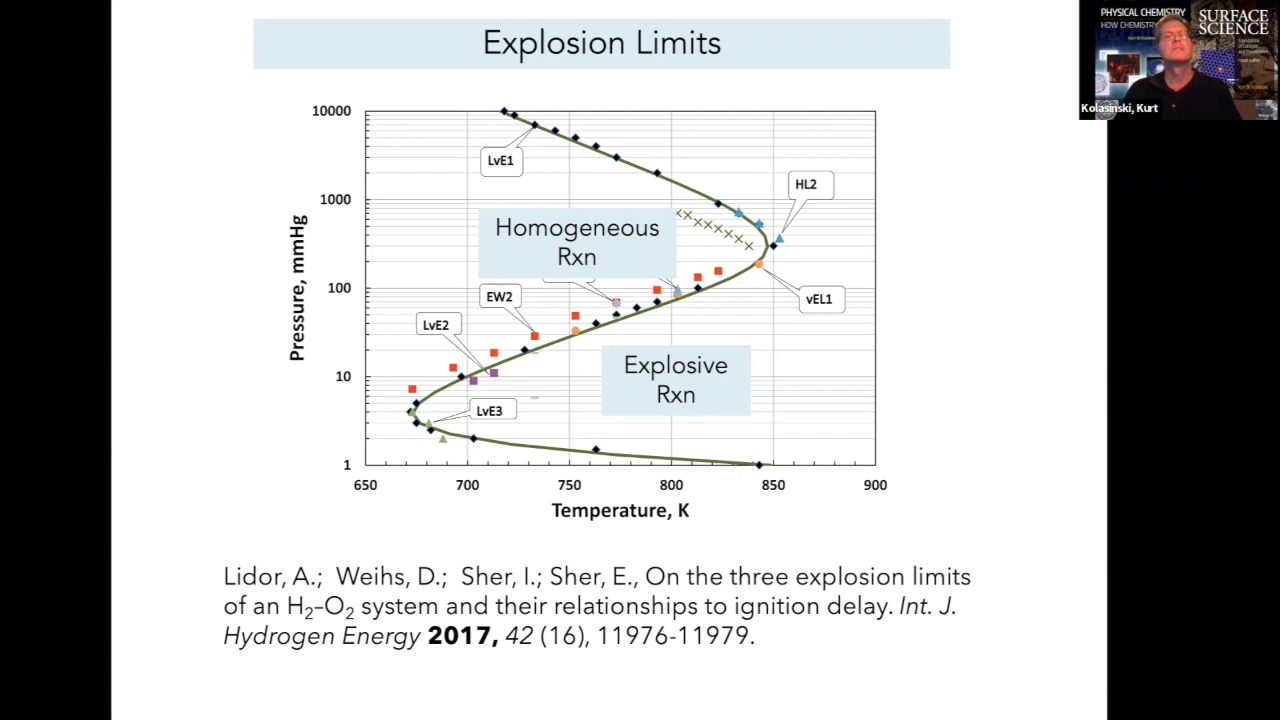 Explosion Limits
PHYSICAL CHEMISTRY
HOW CHEMISTRY
SURFACE
SCIENCE
Kolasinski, Kurt
10000
1000
100
10
1
Pressure, mmHg
LvE1
HL2
Homogeneous
Rxn
EW2
vEL1
LvE2
Explosive
Rxn
LvE3
650 700 750 800 850 900
Temperature, K
Lidor, A.; Weihs, D.; Sher, I.; Sher, E., On the three explosion limits
of an H₂–O₂ system and their relationships to ignition delay. Int. J.
Hydrogen Energy 2017, 42 (16), 11976-11979.